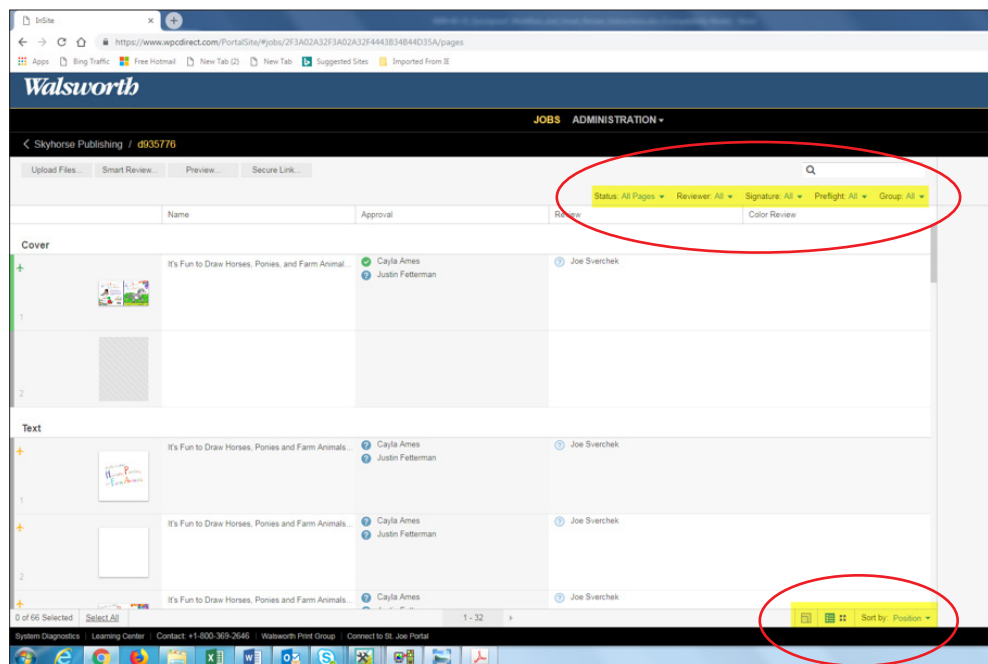 InSite
https://www.wpcdirect.com/PortalSite/#jobs/2F3A02A32F3A02A32F4443B34B44D35A/pages
Apps Bing Traffic Free Hotmail New Tab (2) New Tab Suggested Sites Imported From IE
Walsworth
JOBS ADMINISTRATION
Skyhorse Publishing / d935776
Upload Files... Smart Review... Preview... Secure Link...
Status: All Pages Reviewer: All Signature: All Preflight: All Group: All
Name Approval Review Color Review
Cover
It's Fun to Draw Horses, Ponies, and Farm Animal... Cayla Ames Joe Sverchek
Justin Fetterman
1
2
Text
It's Fun to Draw Horses, Ponies and Farm Animals... Cayla Ames Joe Sverchek
Justin Fetterman
1
It's Fun to Draw Horses, Ponies and Farm Animals... Cayla Ames Joe Sverchek
Justin Fetterman
2
It's Fun to Draw Horses, Ponies and Farm Animals... Cayla Ames Joe Sverchek
0 of 66 Selected Select All 1 - 32 Sort by: Position
System Diagnostics | Learning Center | Contact: +1-800-369-2646 | Walsworth Print Group | Connect to St. Joe Portal